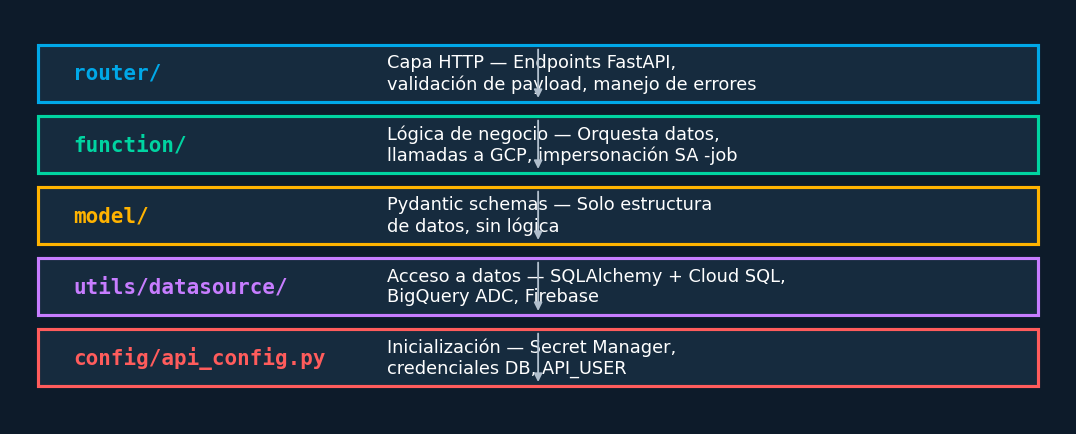 router/
Capa HTTP — Endpoints FastAPI,
validación de payload, manejo de errores
function/
Lógica de negocio — Orquesta datos,
llamadas a GCP, impersonación SA -job
model/
Pydantic schemas — Solo estructura
de datos, sin lógica
utils/datasource/
Acceso a datos — SQLAlchemy + Cloud SQL,
BigQuery ADC, Firebase
config/api_config.py
Inicialización — Secret Manager,
credenciales DB, API_USER